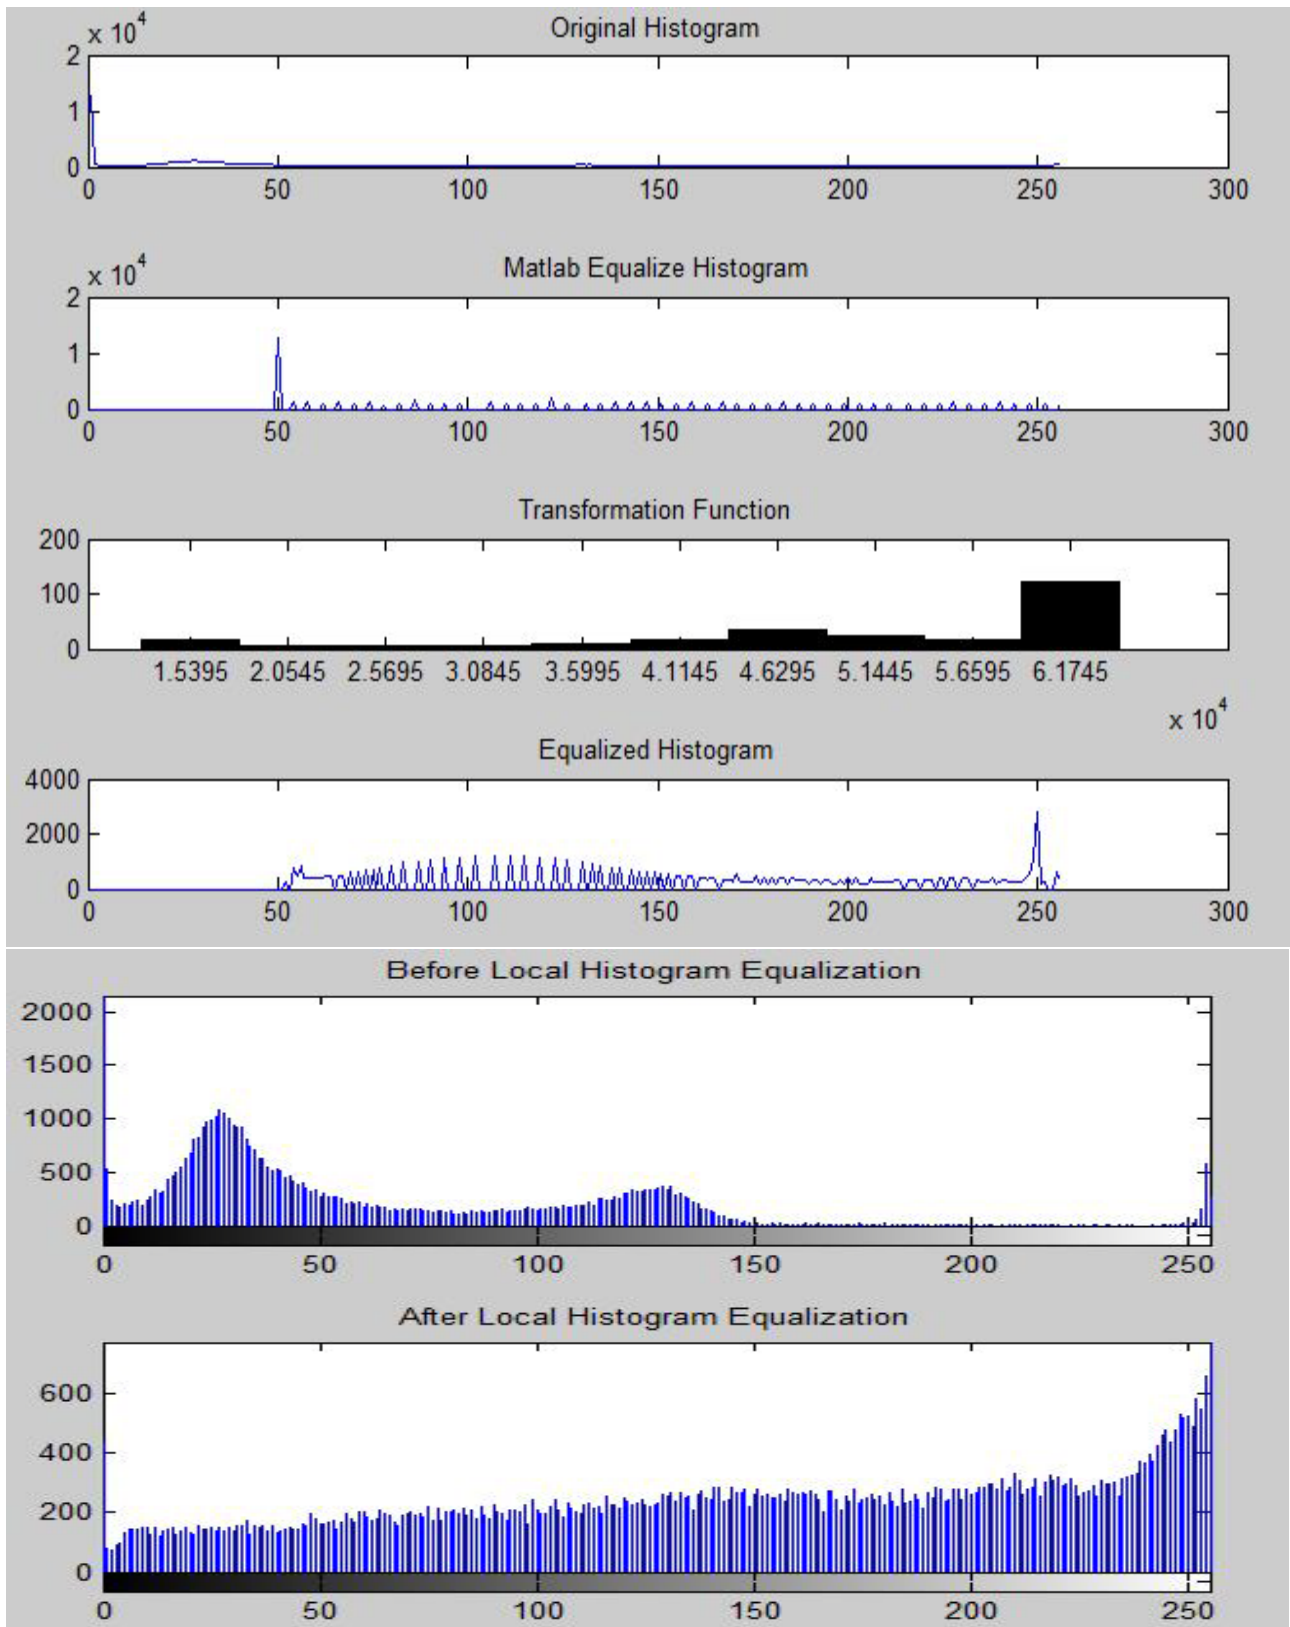 Original Histogram
x 10^4
2
1
0
0 50 100 150 200 250 300
Matlab Equalize Histogram
x 10^4
2
1
0
0 50 100 150 200 250 300
Transformation Function
200
100
0
1.5395 2.0545 2.5695 3.0845 3.5995 4.1145 4.6295 5.1445 5.6595 6.1745
x 10^4
Equalized Histogram
4000
2000
0
0 50 100 150 200 250 300
Before Local Histogram Equalization
2000
1500
1000
500
0
0 50 100 150 200 250
After Local Histogram Equalization
600
400
200
0
0 50 100 150 200 250